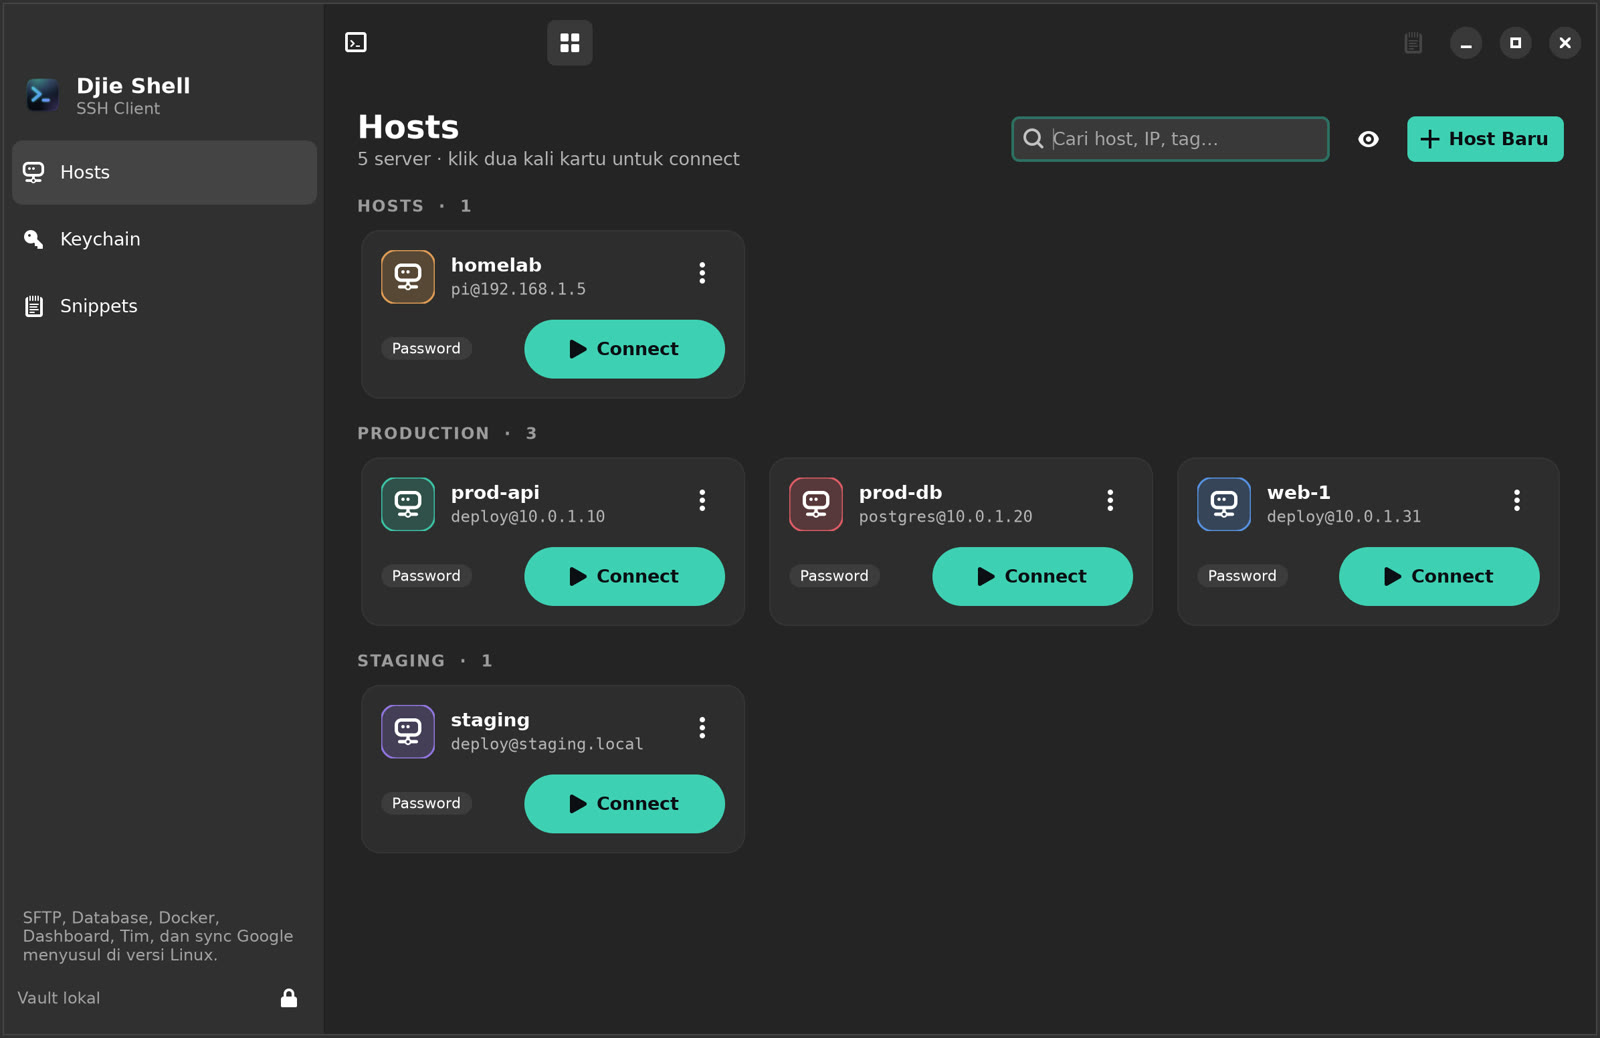 Djie Shell
SSH Client
Hosts
Keychain
Snippets
SFTP, Database, Docker,
Dashboard, Tim, dan sync Google
menyusul di versi Linux.
Vault lokal
Hosts
5 server · klik dua kali kartu untuk connect
Cari host, IP, tag...
Host Baru
HOSTS · 1
homelab
pi@192.168.1.5
Password
Connect
PRODUCTION · 3
prod-api
deploy@10.0.1.10
Password
Connect
prod-db
postgres@10.0.1.20
Password
Connect
web-1
deploy@10.0.1.31
Password
Connect
STAGING · 1
staging
deploy@staging.local
Password
Connect